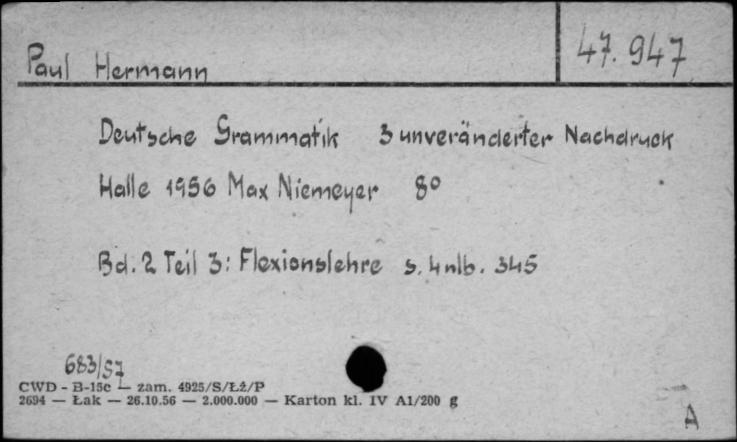 47.947
Paul Hermann
Deutsche Grammatik 3 unveränderter Nachdruck
Halle 1956 Max Niemeyer 8°
Bd. 2 Teil 3: Flexionslehre s. 4 nlb. 345
683/57
CWD - B-15c — zam. 4925/S/Łź/P
2694 — Łak — 26.10.56 — 2.000.000 — Karton kl. IV A1/200 g
A